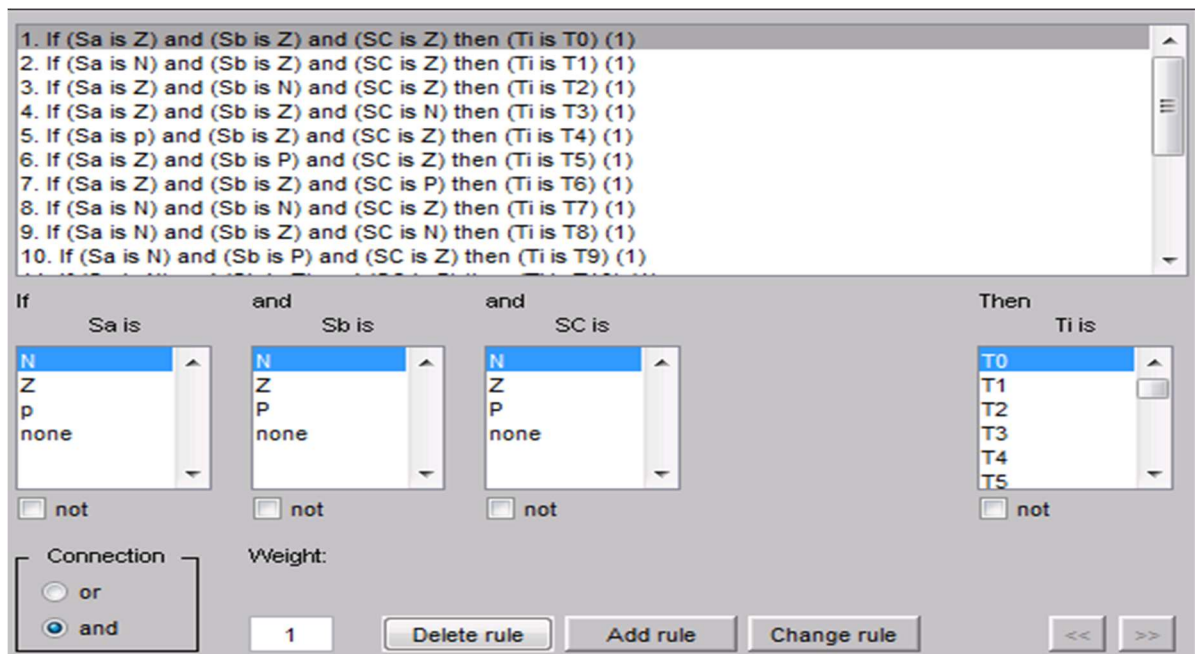 1. If (Sa is Z) and (Sb is Z) and (SC is Z) then (Ti is T0) (1)
2. If (Sa is N) and (Sb is Z) and (SC is Z) then (Ti is T1) (1)
3. If (Sa is Z) and (Sb is N) and (SC is Z) then (Ti is T2) (1)
4. If (Sa is Z) and (Sb is Z) and (SC is N) then (Ti is T3) (1)
5. If (Sa is p) and (Sb is Z) and (SC is Z) then (Ti is T4) (1)
6. If (Sa is Z) and (Sb is P) and (SC is Z) then (Ti is T5) (1)
7. If (Sa is Z) and (Sb is Z) and (SC is P) then (Ti is T6) (1)
8. If (Sa is N) and (Sb is N) and (SC is Z) then (Ti is T7) (1)
9. If (Sa is N) and (Sb is Z) and (SC is N) then (Ti is T8) (1)
10. If (Sa is N) and (Sb is P) and (SC is Z) then (Ti is T9) (1)
If and and Then
Sa is Sb is SC is Ti is
N N N T0
Z Z Z T1
p P P T2
none none none T3
T4
T5
not not not not
Connection Weight:
or
and 1 Delete rule Add rule Change rule << >>